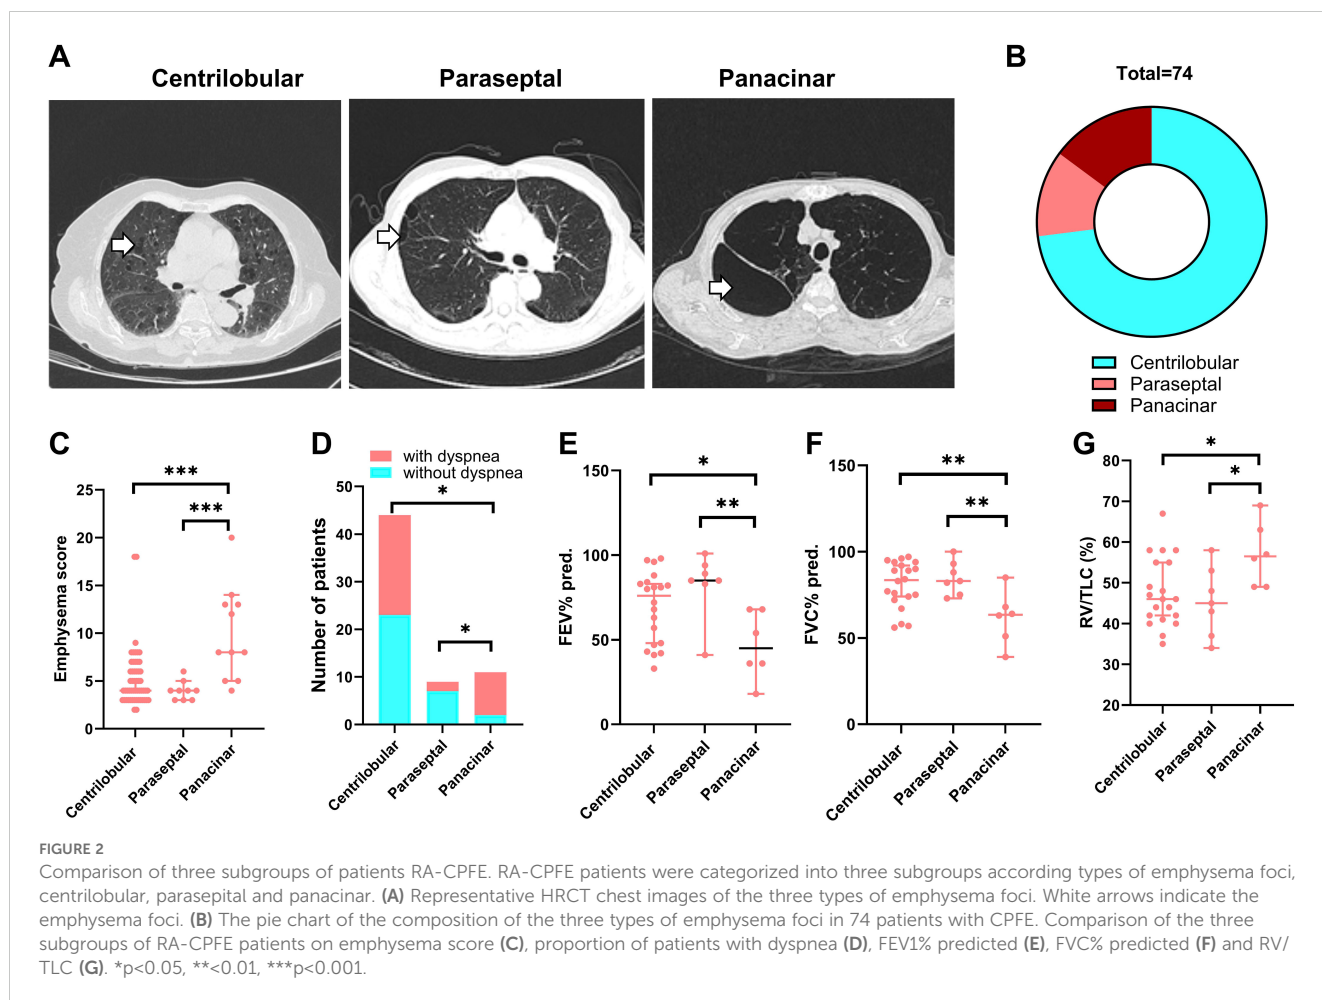 A
Centrilobular
Paraseptal
Panacinar
B
Total=74
Centrilobular
Paraseptal
Panacinar
C
***
***
Emphysema score
25
20
15
10
5
0
Centrilobular
Paraseptal
Panacinar
D
with dyspnea
without dyspnea
*
*
Number of patients
50
40
30
20
10
0
Centrilobular
Paraseptal
Panacinar
E
*
**
FEV% pred.
150
100
50
0
Centrilobular
Paraseptal
Panacinar
F
**
**
FVC% pred.
150
100
50
0
Centrilobular
Paraseptal
Panacinar
G
*
*
RV/TLC (%)
80
70
60
50
40
30
20
Centrilobular
Paraseptal
Panacinar
FIGURE 2
Comparison of three subgroups of patients RA-CPFE. RA-CPFE patients were categorized into three subgroups according types of emphysema foci,
centrilobular, parasepital and panacinar. (A) Representative HRCT chest images of the three types of emphysema foci. White arrows indicate the
emphysema foci. (B) The pie chart of the composition of the three types of emphysema foci in 74 patients with CPFE. Comparison of the three
subgroups of RA-CPFE patients on emphysema score (C), proportion of patients with dyspnea (D), FEV1% predicted (E), FVC% predicted (F) and RV/
TLC (G). *p<0.05, **<0.01, ***p<0.001.